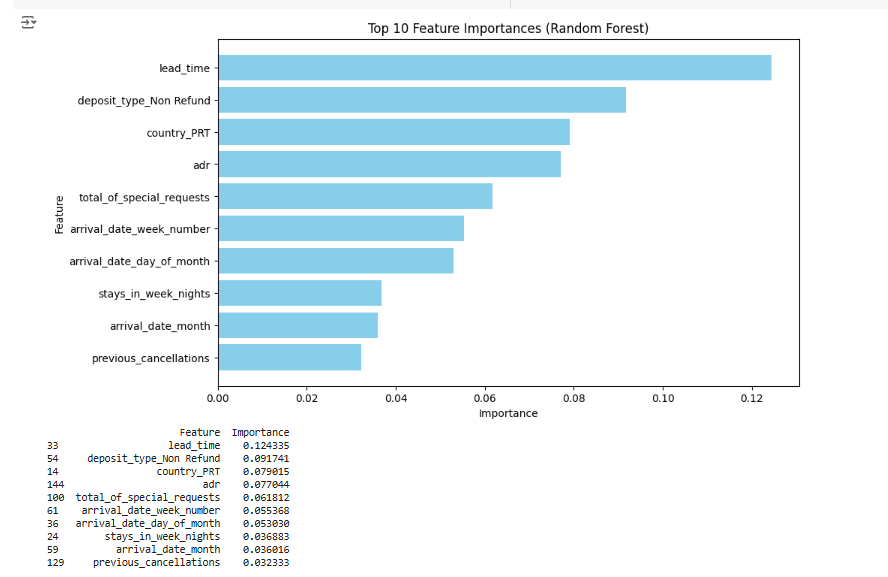 Top 10 Feature Importances (Random Forest)
lead_time
deposit_type_Non Refund
country_PRT
adr
total_of_special_requests
arrival_date_week_number
arrival_date_day_of_month
stays_in_week_nights
arrival_date_month
previous_cancellations
Feature
0.00 0.02 0.04 0.06 0.08 0.10 0.12
Importance
Feature Importance
33 lead_time 0.124335
54 deposit_type_Non Refund 0.091741
14 country_PRT 0.079015
144 adr 0.077044
100 total_of_special_requests 0.061812
61 arrival_date_week_number 0.055368
36 arrival_date_day_of_month 0.053030
24 stays_in_week_nights 0.036883
59 arrival_date_month 0.036016
129 previous_cancellations 0.032333